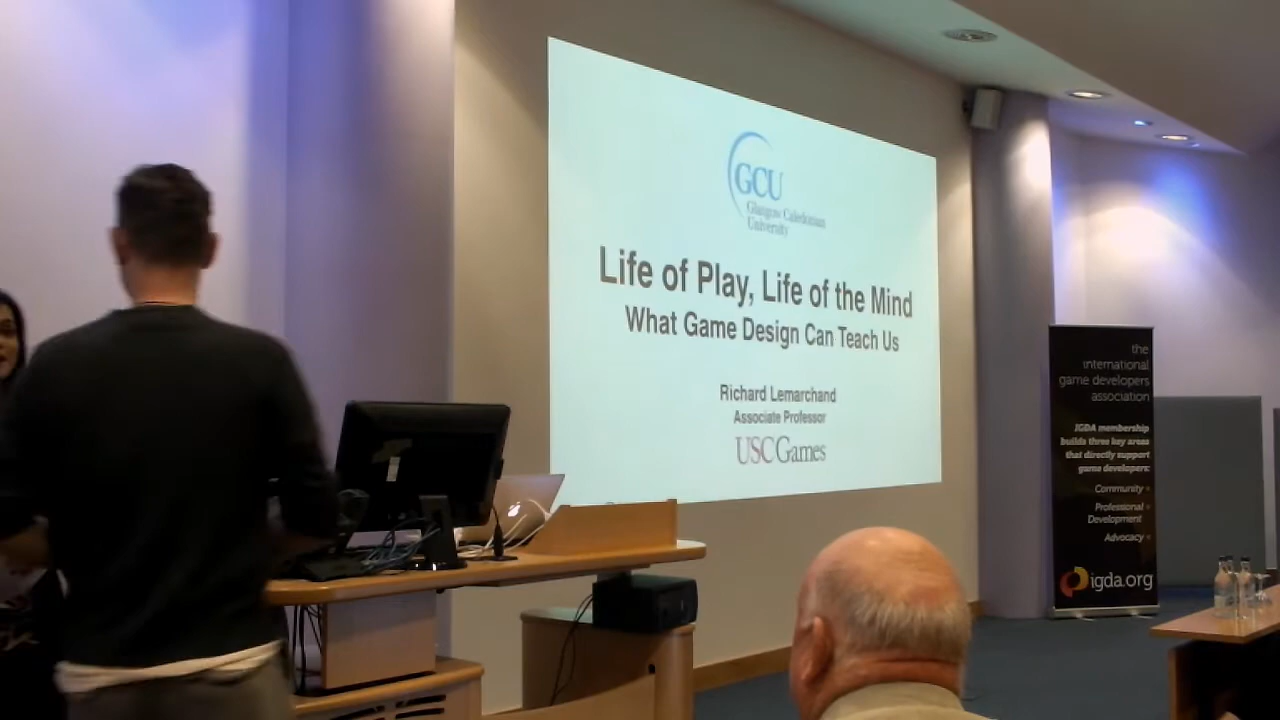 GCU
Glasgow Caledonian
University
Life of Play, Life of the Mind
What Game Design Can Teach Us
Richard Lemarchand
Associate Professor
USC Games
the
international
game developers
association
IGDA membership
builds three key areas
that directly support
game developers:
Community
Professional
Development
Advocacy
igda.org